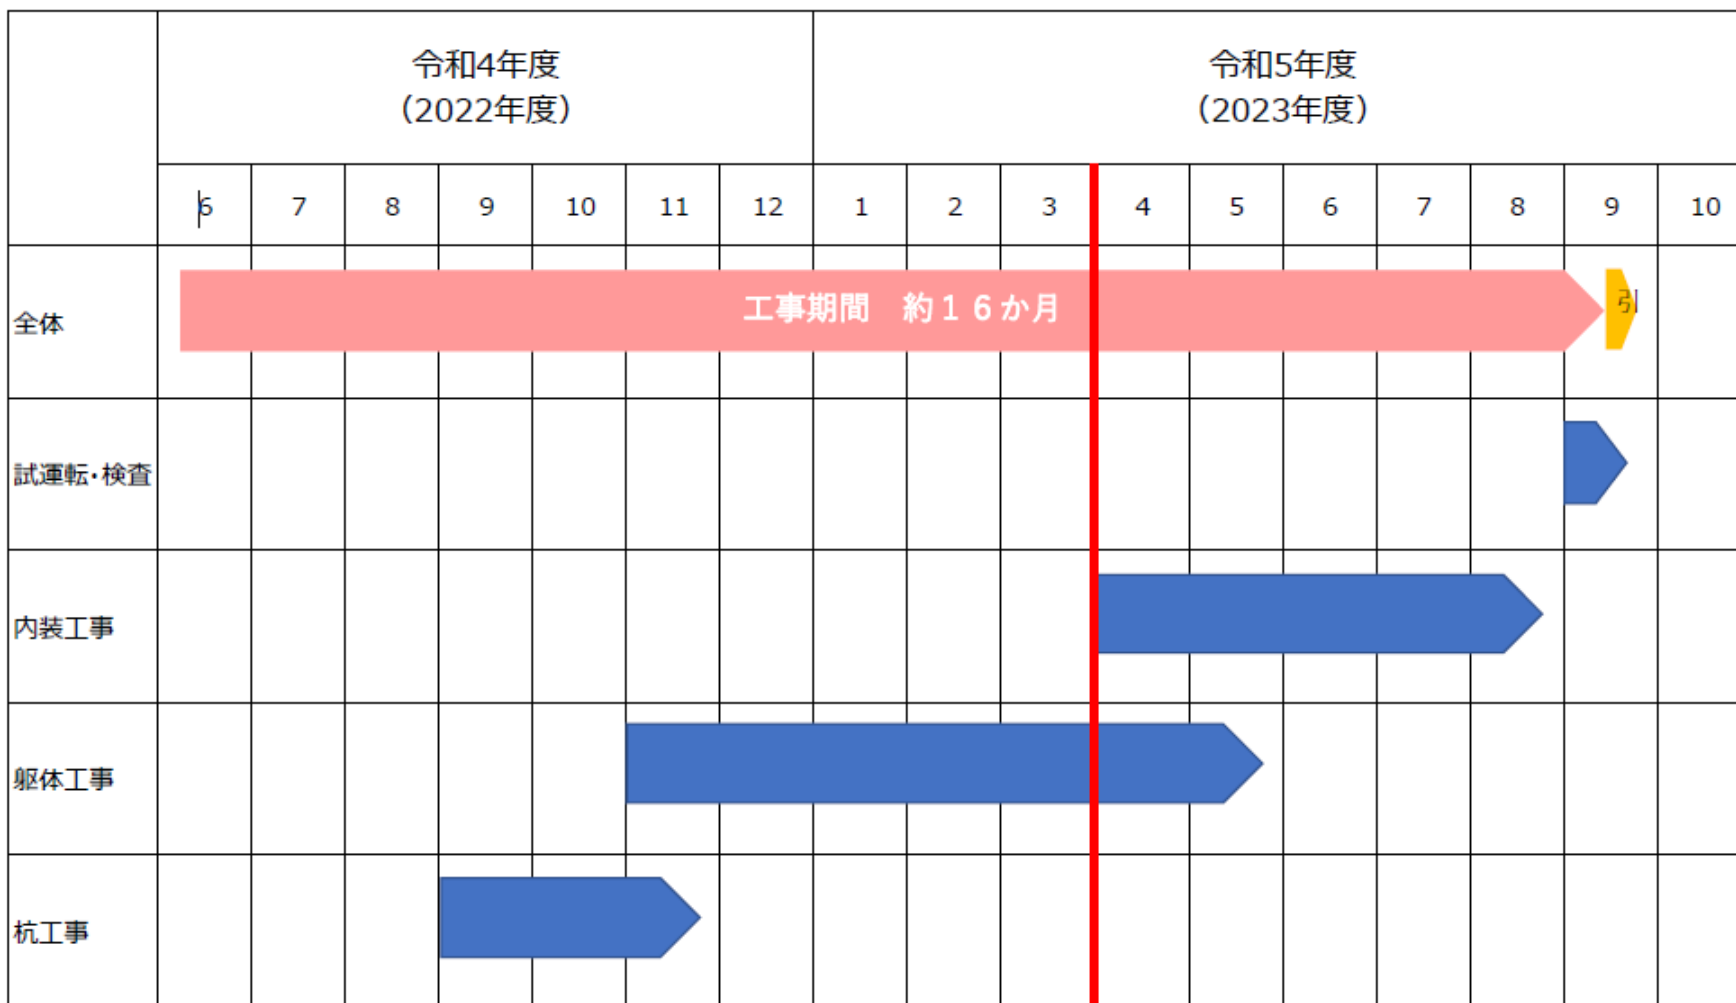 令和4年度
（2022年度）
令和5年度
（2023年度）
6 7 8 9 10 11 12 1 2 3 4 5 6 7 8 9 10
全体
工事期間　約１６か月
引
試運転・検査
内装工事
躯体工事
杭工事